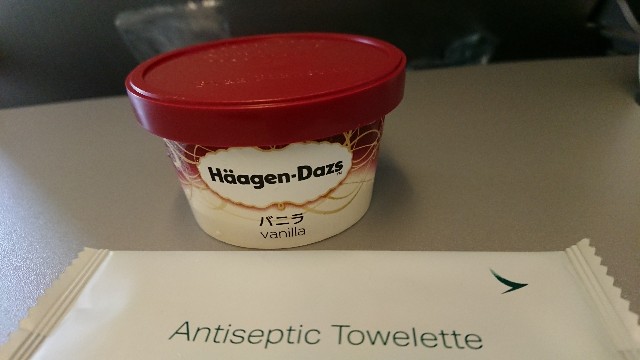 Häagen-Dazs
バニラ
vanilla
Antiseptic Towelette